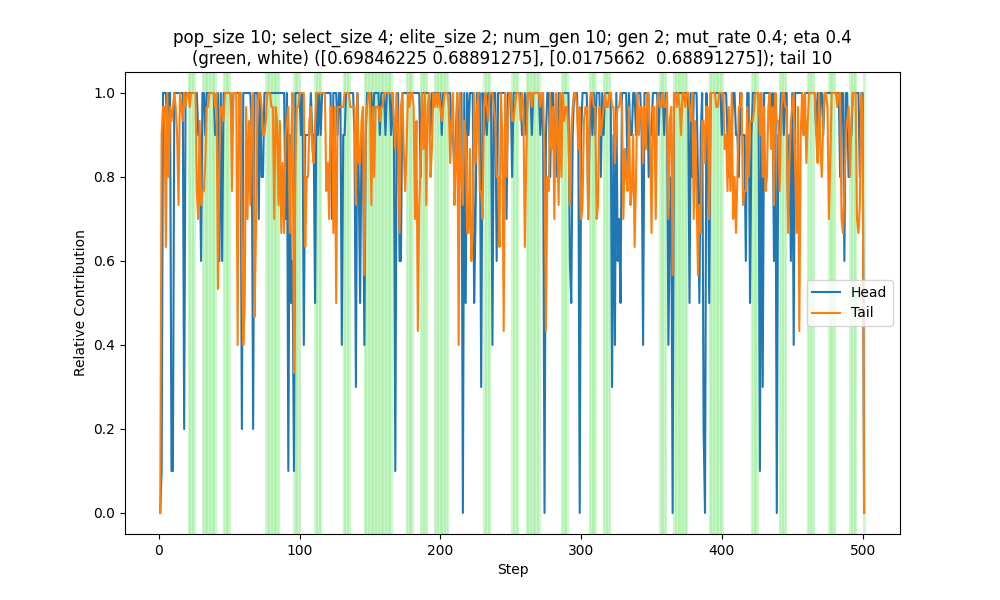 pop_size 10; select_size 4; elite_size 2; num_gen 10; gen 2; mut_rate 0.4; eta 0.4
(green, white) ([0.69846225 0.68891275], [0.0175662  0.68891275]); tail 10
Relative Contribution
1.0
0.8
0.6
0.4
0.2
0.0
Head
Tail
0 100 200 300 400 500
Step